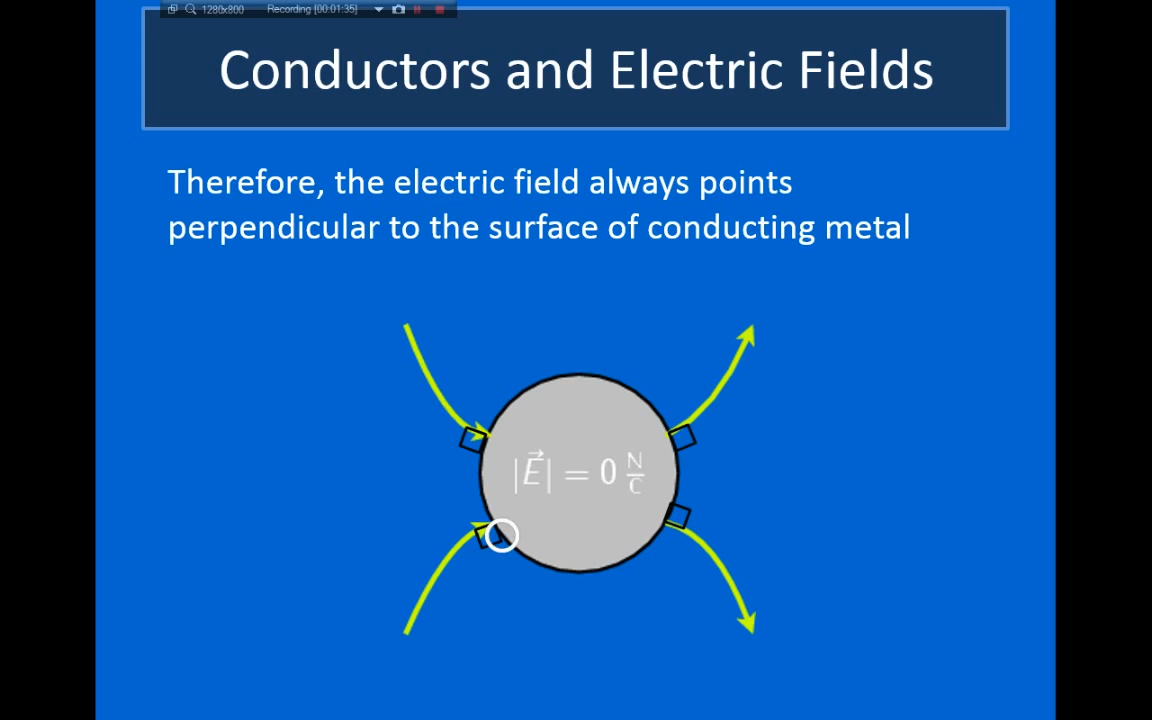 1280x800 Recording [00:01:35]
Conductors and Electric Fields
Therefore, the electric field always points
perpendicular to the surface of conducting metal
|E⃗| = 0 N/C